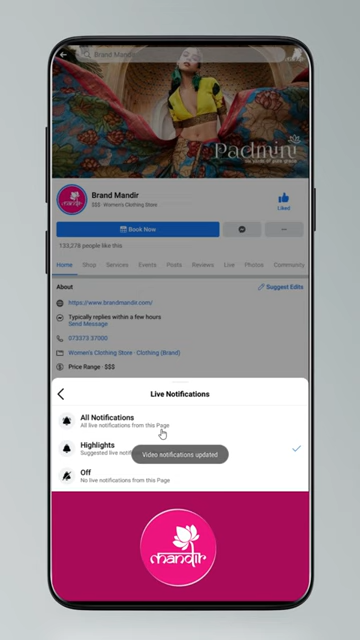 Brand Mandir
Padmini
mandir
Brand Mandir
$$$ · Women's Clothing Store
Liked
Book Now
133,278 people like this
Home Shop Services Events Posts Reviews Live Photos Community
About
Suggest Edits
https://www.brandmandir.com/
Typically replies within a few hours
Send Message
073373 37000
Women's Clothing Store · Clothing (Brand)
Price Range · $$$
Live Notifications
All Notifications
All live notifications from this Page
Highlights
Suggested live
Video notifications updated
Off
No live notifications from this Page
mandir